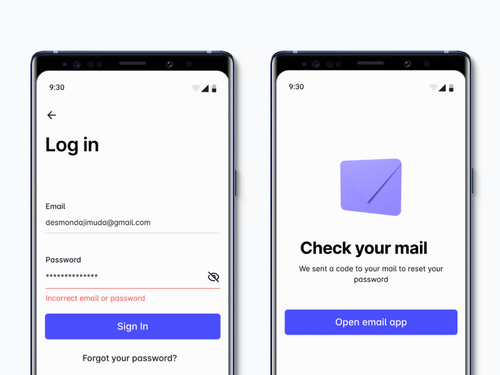 9:30
Log in
Email
desmondajimuda@gmail.com
Password
**************
Incorrect email or password
Sign In
Forgot your password?
9:30
Check your mail
We sent a code to your mail to reset your
password
Open email app